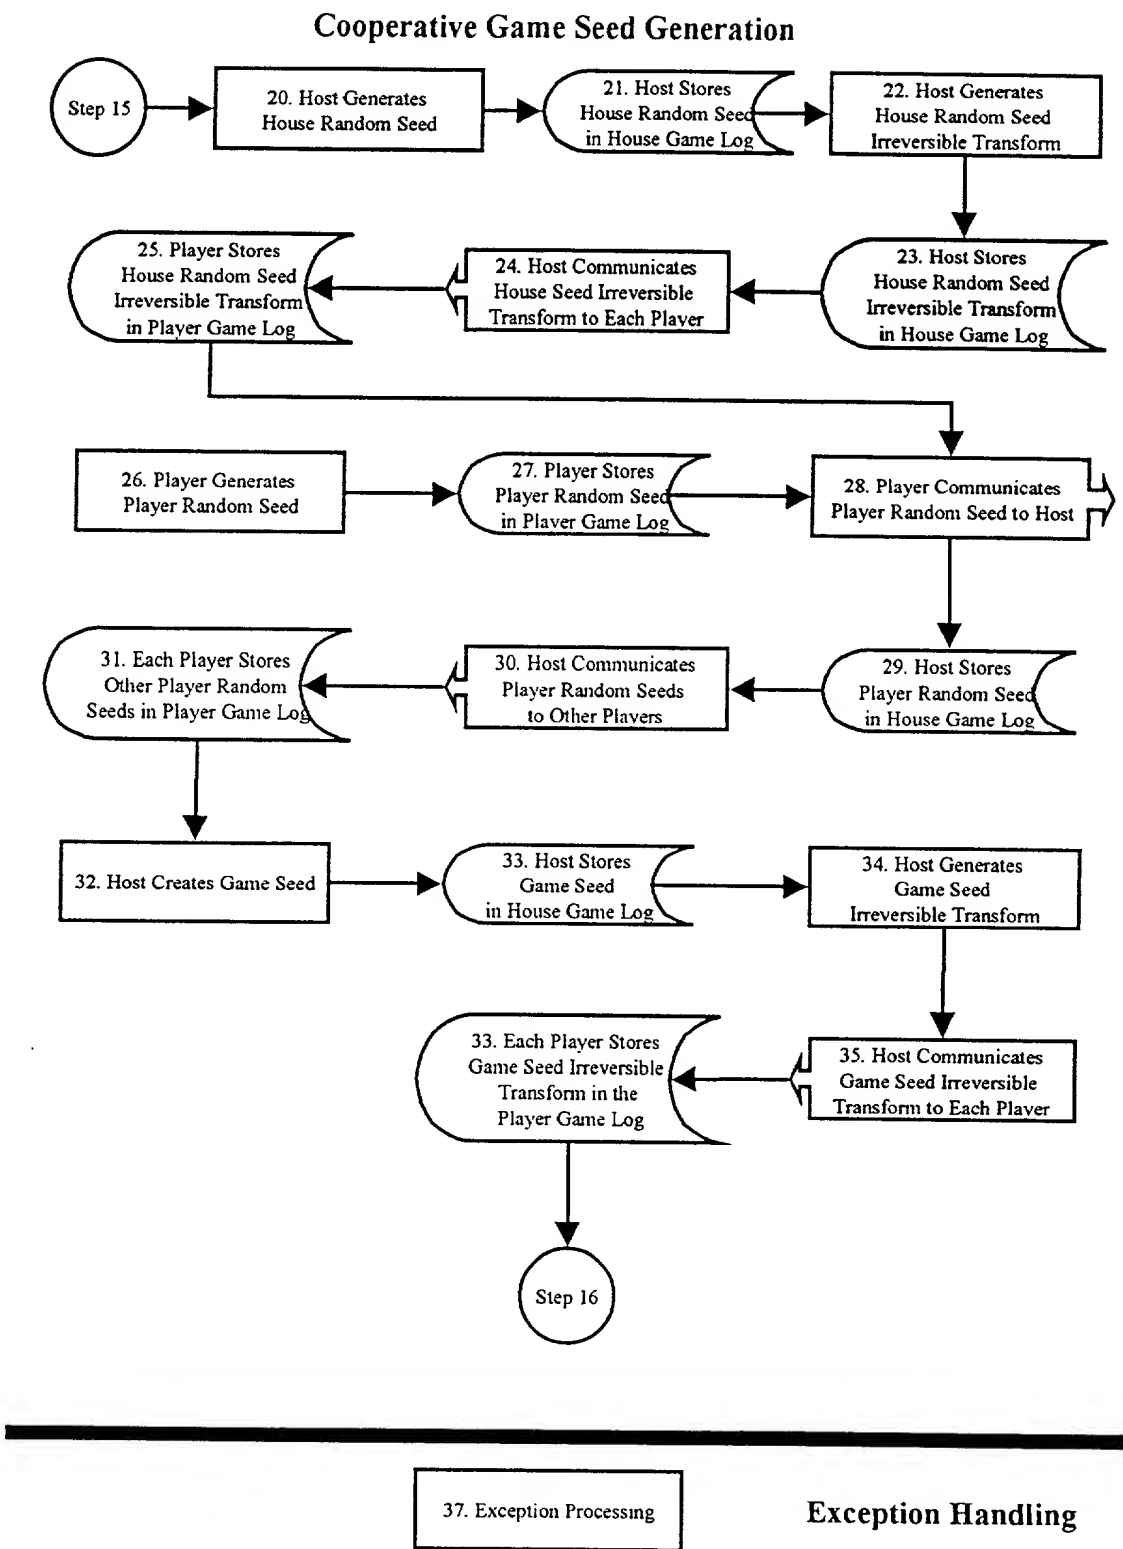 Cooperative Game Seed Generation
Step 15
20. Host Generates
House Random Seed
21. Host Stores
House Random Seed
in House Game Log
22. Host Generates
House Random Seed
Irreversible Transform
25. Player Stores
House Random Seed
Irreversible Transform
in Player Game Log
24. Host Communicates
House Seed Irreversible
Transform to Each Player
23. Host Stores
House Random Seed
Irreversible Transform
in House Game Log
26. Player Generates
Player Random Seed
27. Player Stores
Player Random Seed
in Player Game Log
28. Player Communicates
Player Random Seed to Host
31. Each Player Stores
Other Player Random
Seeds in Player Game Log
30. Host Communicates
Player Random Seeds
to Other Players
29. Host Stores
Player Random Seed
in House Game Log
32. Host Creates Game Seed
33. Host Stores
Game Seed
in House Game Log
34. Host Generates
Game Seed
Irreversible Transform
33. Each Player Stores
Game Seed Irreversible
Transform in the
Player Game Log
35. Host Communicates
Game Seed Irreversible
Transform to Each Player
Step 16
37. Exception Processing
Exception Handling